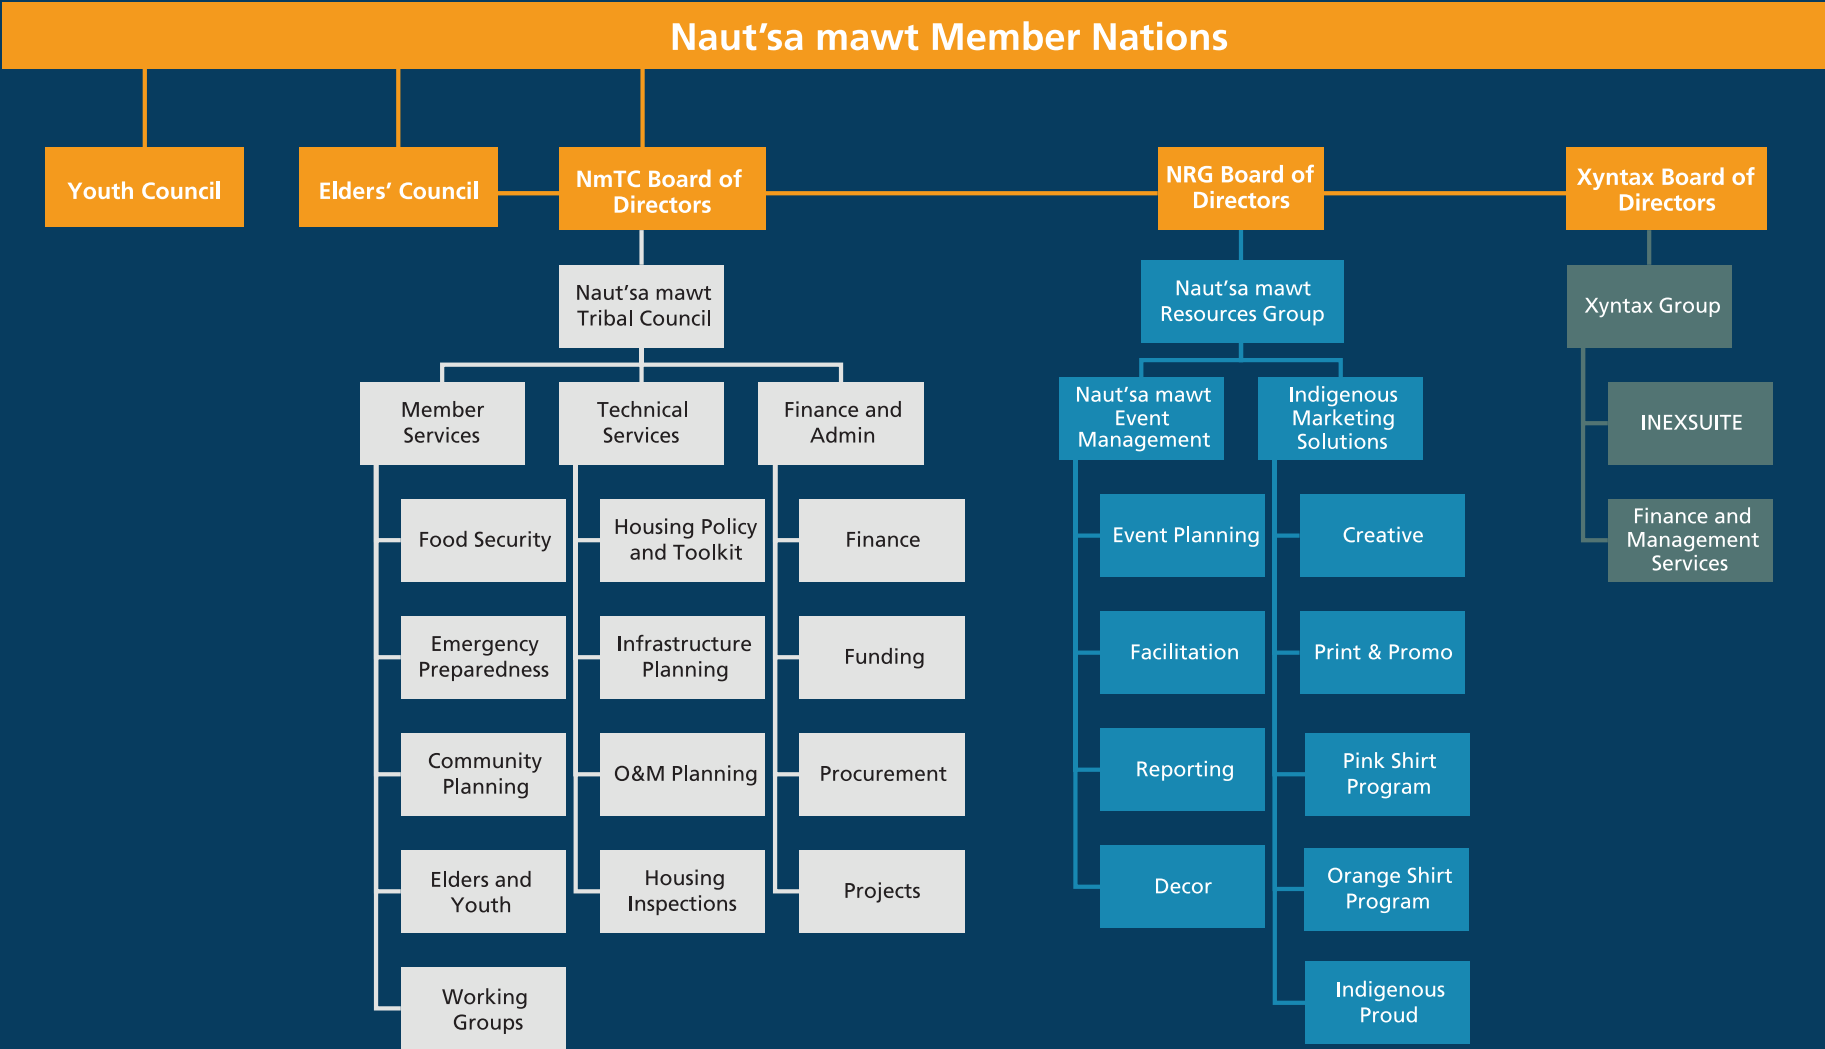 Naut’sa mawt Member Nations
Youth Council
Elders’ Council
NmTC Board of
Directors
NRG Board of
Directors
Xyntax Board of
Directors
Naut’sa mawt
Tribal Council
Naut’sa mawt
Resources Group
Xyntax Group
Member
Services
Technical
Services
Finance and
Admin
Naut’sa mawt
Event
Management
Indigenous
Marketing
Solutions
INEXSUITE
Food Security
Housing Policy
and Toolkit
Finance
Event Planning
Creative
Finance and
Management
Services
Emergency
Preparedness
Infrastructure
Planning
Funding
Facilitation
Print & Promo
Community
Planning
O&M Planning
Procurement
Reporting
Pink Shirt
Program
Elders and
Youth
Housing
Inspections
Projects
Decor
Orange Shirt
Program
Working
Groups
Indigenous
Proud